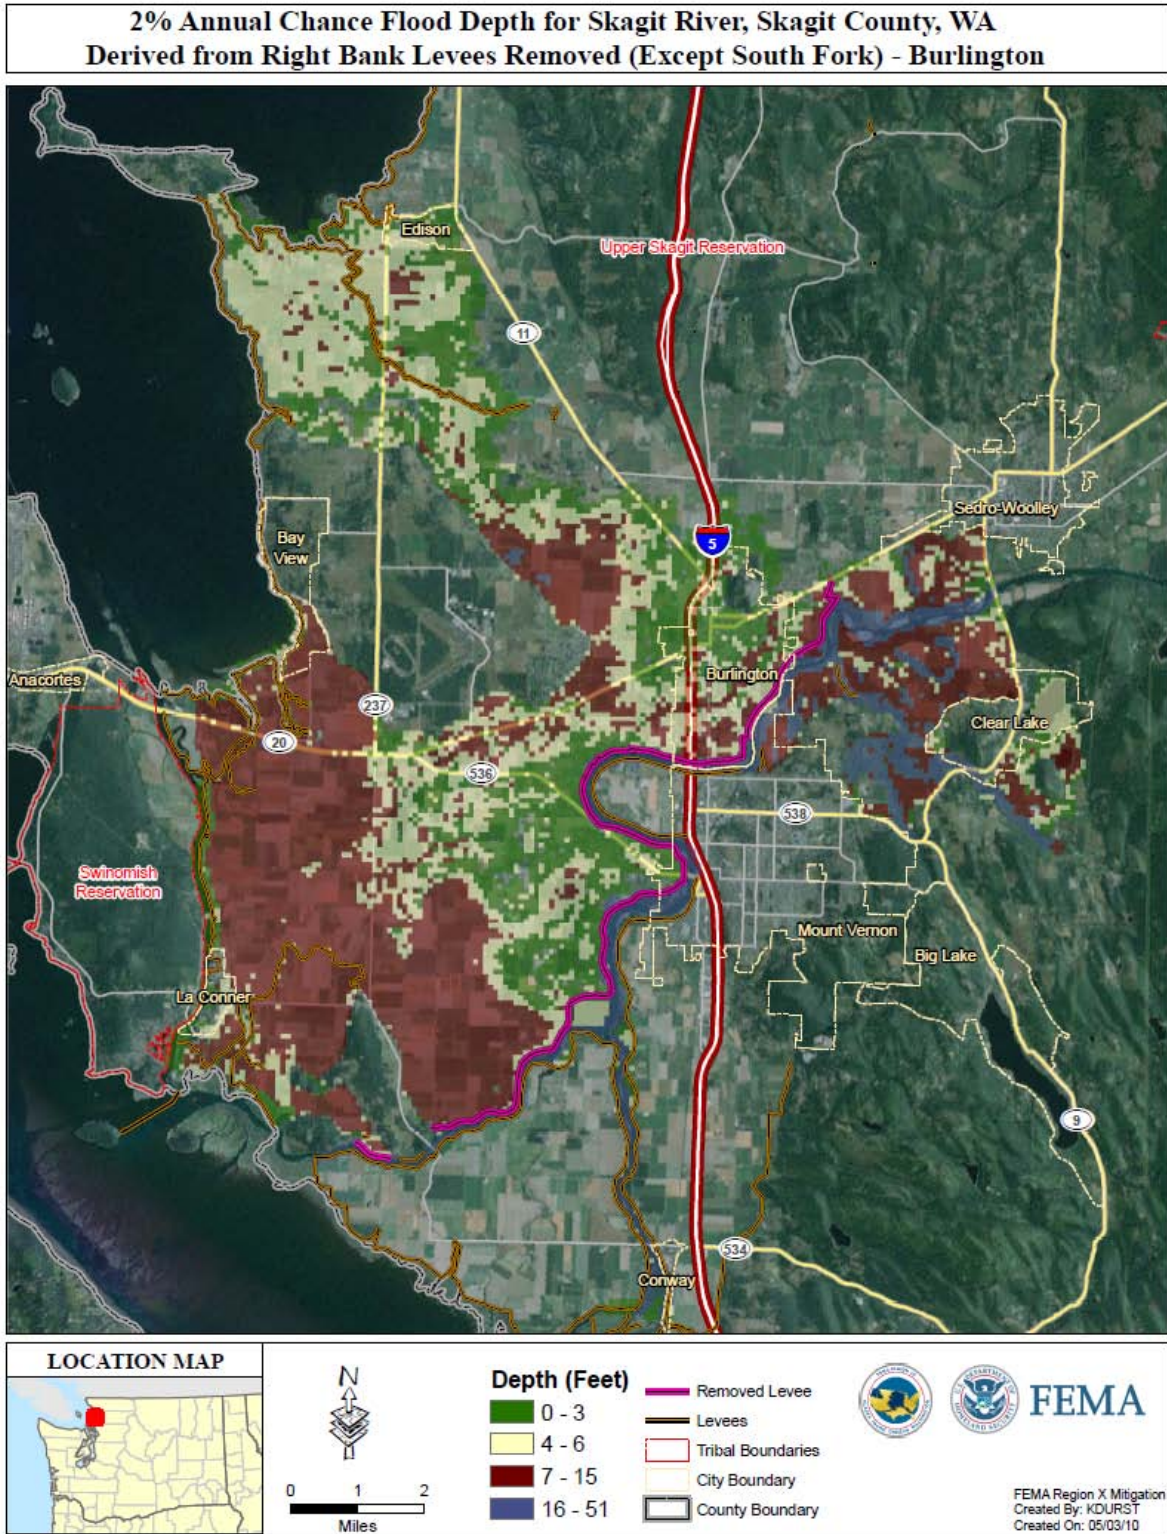 2% Annual Chance Flood Depth for Skagit River, Skagit County, WA
Derived from Right Bank Levees Removed (Except South Fork) - Burlington
Edison
Upper Skagit Reservation
11
Sedro-Woolley
5
Bay
View
Burlington
Anacortes
237
Clear Lake
20
536
538
Swinomish
Reservation
Mount Vernon
Big Lake
La Conner
9
534
Conway
LOCATION MAP
N
0 1 2
Miles
Depth (Feet)
0 - 3
4 - 6
7 - 15
16 - 51
Removed Levee
Levees
Tribal Boundaries
City Boundary
County Boundary
FEMA
FEMA Region X Mitigation
Created By: KDURST
Created On: 05/03/10